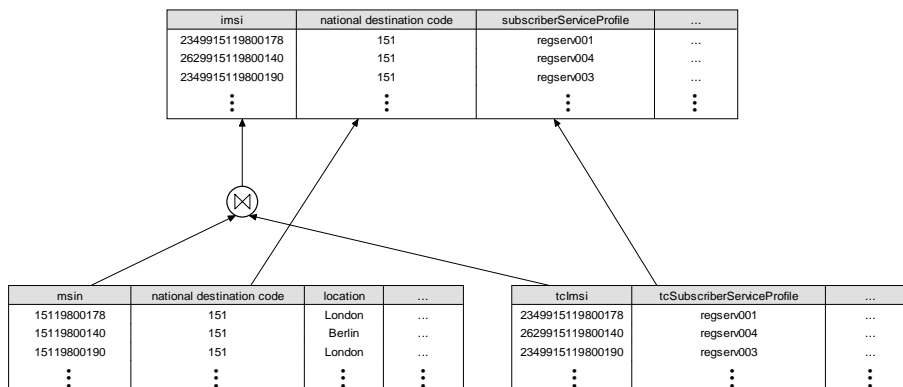 imsi national destination code subscriberServiceProfile ...
2349915119800178 151 regserv001 ...
2629915119800140 151 regserv004 ...
2349915119800190 151 regserv003 ...
msin national destination code location ...
15119800178 151 London ...
15119800140 151 Berlin ...
15119800190 151 London ...
tcImsi tcSubscriberServiceProfile ...
2349915119800178 regserv001 ...
2629915119800140 regserv004 ...
2349915119800190 regserv003 ...